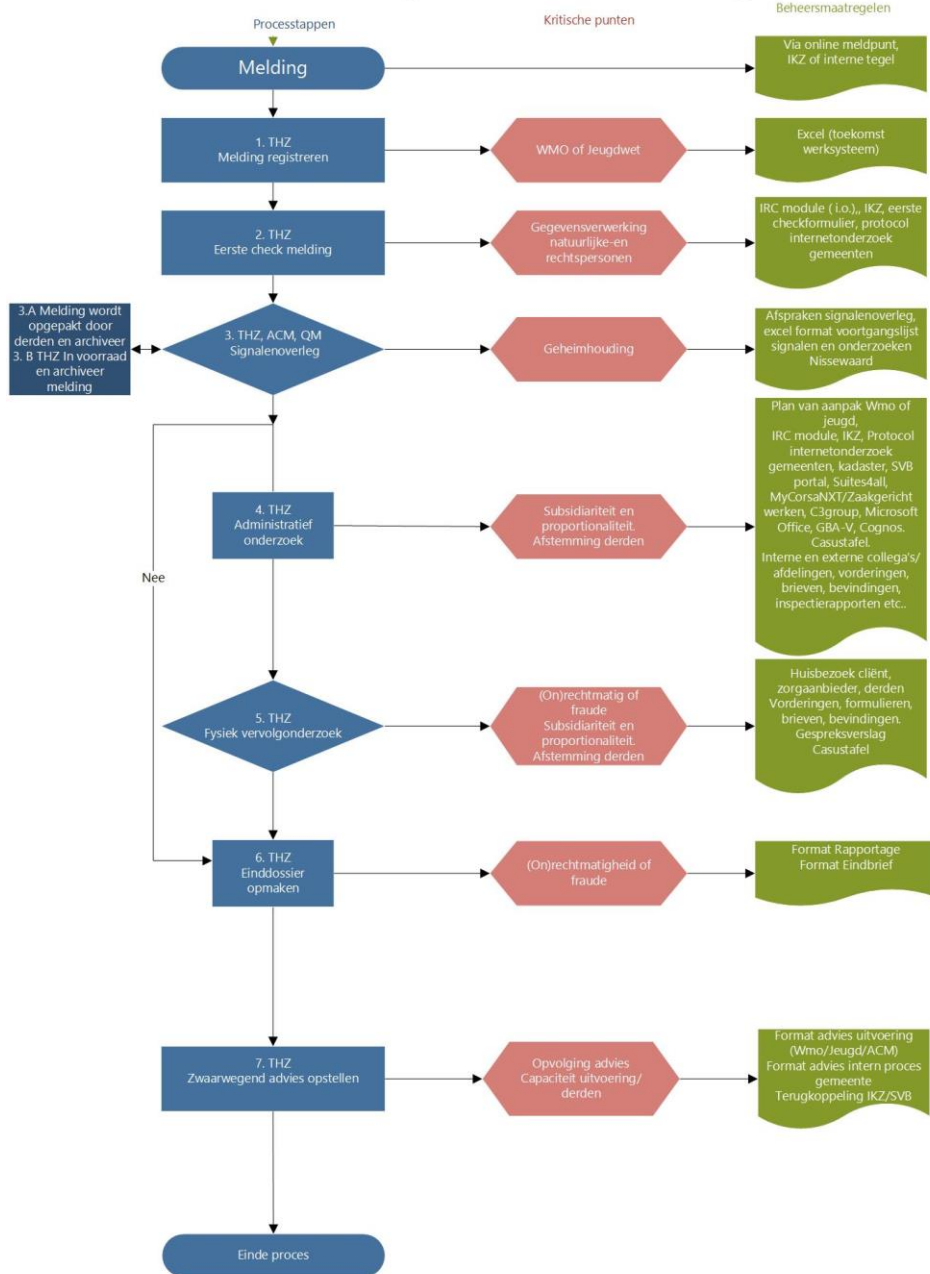 Processtappen
Kritische punten
Beheersmaatregelen
Melding
Via online meldpunt,
IKZ of interne tegel
1. THZ
Melding registreren
WMO of Jeugdwet
Excel (toekomst
werksysteem)
2. THZ
Eerste check melding
Gegevensverwerking
natuurlijke-en
rechtspersonen
IRC module ( i.o.),, IKZ, eerste
checkformulier, protocol
internetonderzoek
gemeenten
3.A Melding wordt
opgepakt door
derden en archiveer
3. B THZ In voorraad
en archiveer
melding
3. THZ, ACM, QM
Signalenoverleg
Geheimhouding
Afspraken signalenoverleg,
excel format voortgangslijst
signalen en onderzoeken
Nissewaard
4. THZ
Administratief
onderzoek
Subsidiariteit en
proportionaliteit.
Afstemming derden
Plan van aanpak Wmo of
jeugd,
IRC module, IKZ, Protocol
internetonderzoek
gemeenten, kadaster, SVB
portal, Suites4all,
MyCorsaNXT/Zaakgericht
werken, C3group, Microsoft
Office, GBA-V, Cognos.
Casustafel.
Interne en externe collega's/
afdelingen, vorderingen,
brieven, bevindingen,
inspectierapporten etc..
Nee
5. THZ
Fysiek vervolgonderzoek
(On)rechtmatig of
fraude
Subsidiariteit en
proportionaliteit.
Afstemming derden
Huisbezoek cliënt,
zorgaanbieder, derden
Vorderingen, formulieren,
brieven, bevindingen.
Gespreksverslag
Casustafel
6. THZ
Einddossier
opmaken
(On)rechtmatigheid of
fraude
Format Rapportage
Format Eindbrief
7. THZ
Zwaarwegend advies opstellen
Opvolging advies
Capaciteit uitvoering/
derden
Format advies uitvoering
(Wmo/Jeugd/ACM)
Format advies intern proces
gemeente
Terugkoppeling IKZ/SVB
Einde proces